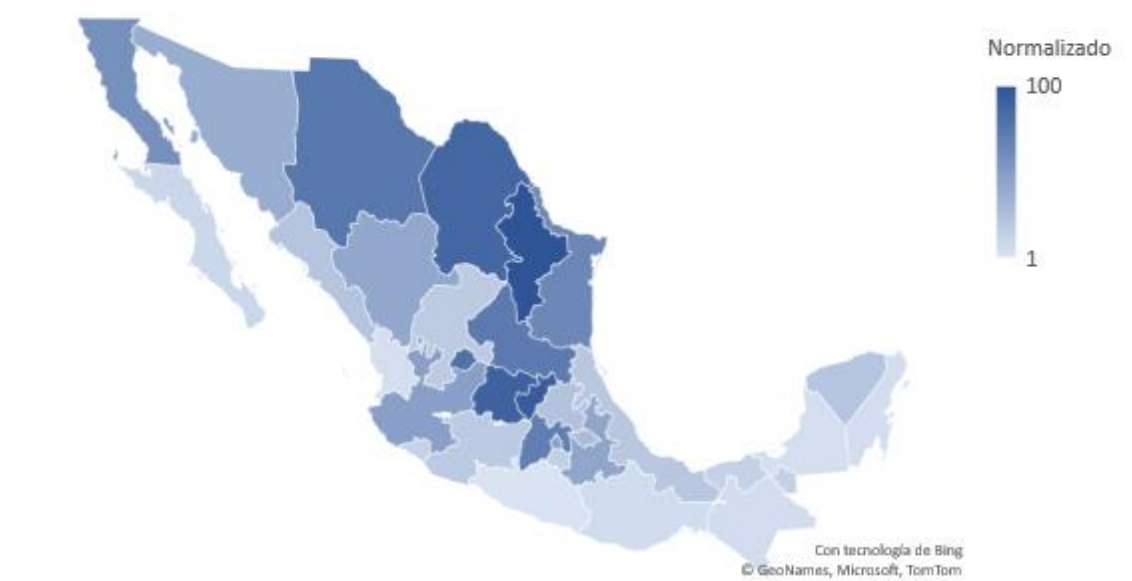 Normalizado
100
1
Con tecnología de Bing
© GeoNames, Microsoft, TomTom